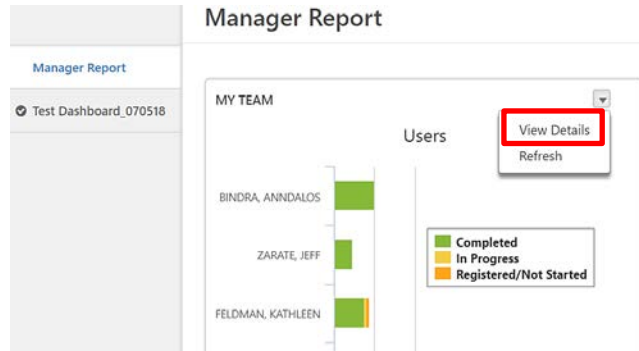 Manager Report
Manager Report
Test Dashboard_070518
MY TEAM
View Details
Refresh
Users
BINDRA, ANNDALOS
ZARATE, JEFF
FELDMAN, KATHLEEN
Completed
In Progress
Registered/Not Started